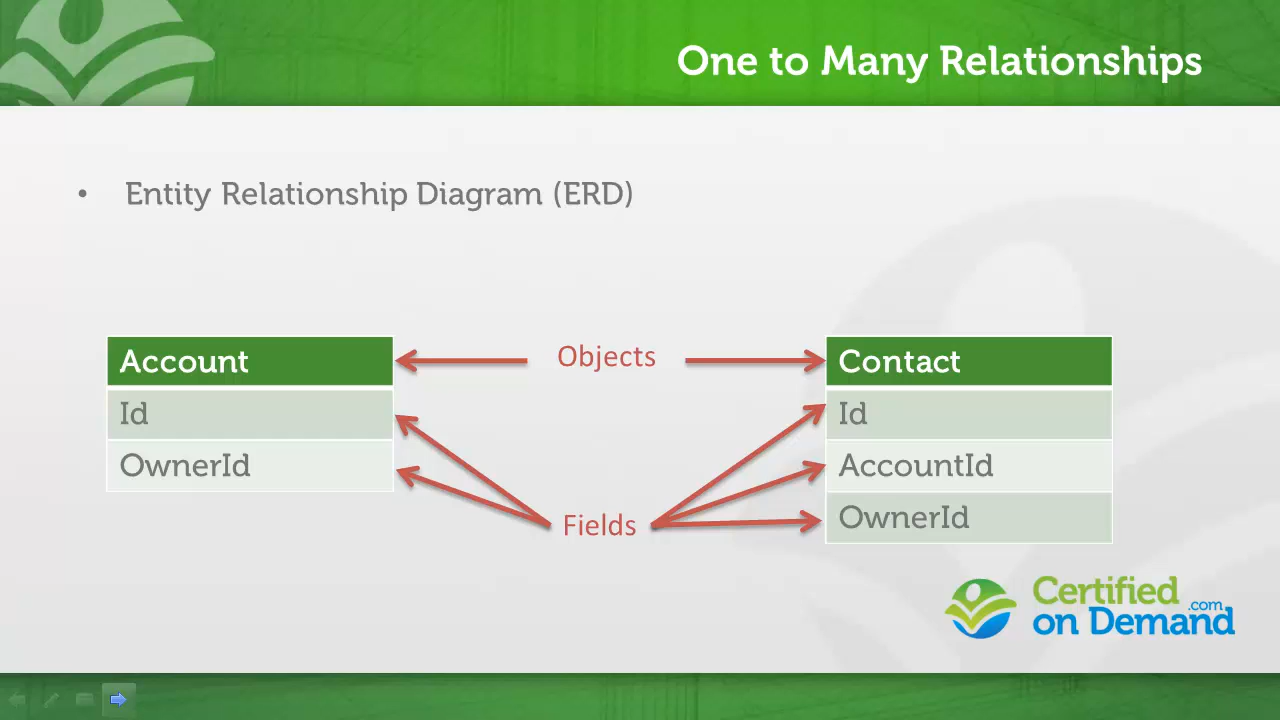 One to Many Relationships
• Entity Relationship Diagram (ERD)
Account
Id
OwnerId
Objects
Fields
Contact
Id
AccountId
OwnerId
Certified
on Demand
.com